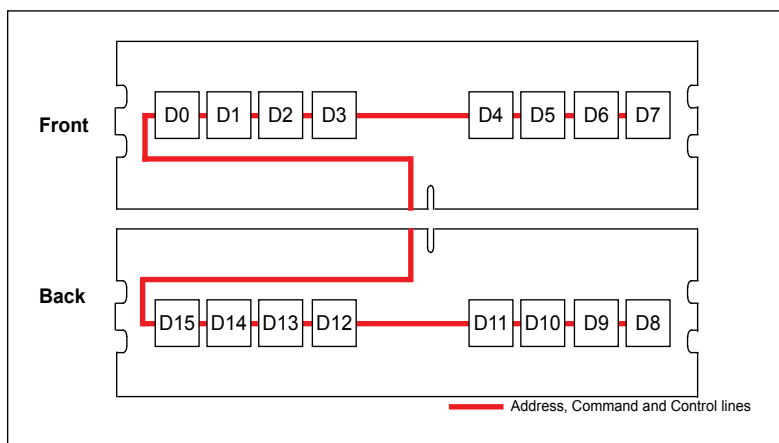 Front
D0 D1 D2 D3 D4 D5 D6 D7
Back
D15 D14 D13 D12 D11 D10 D9 D8
Address, Command and Control lines